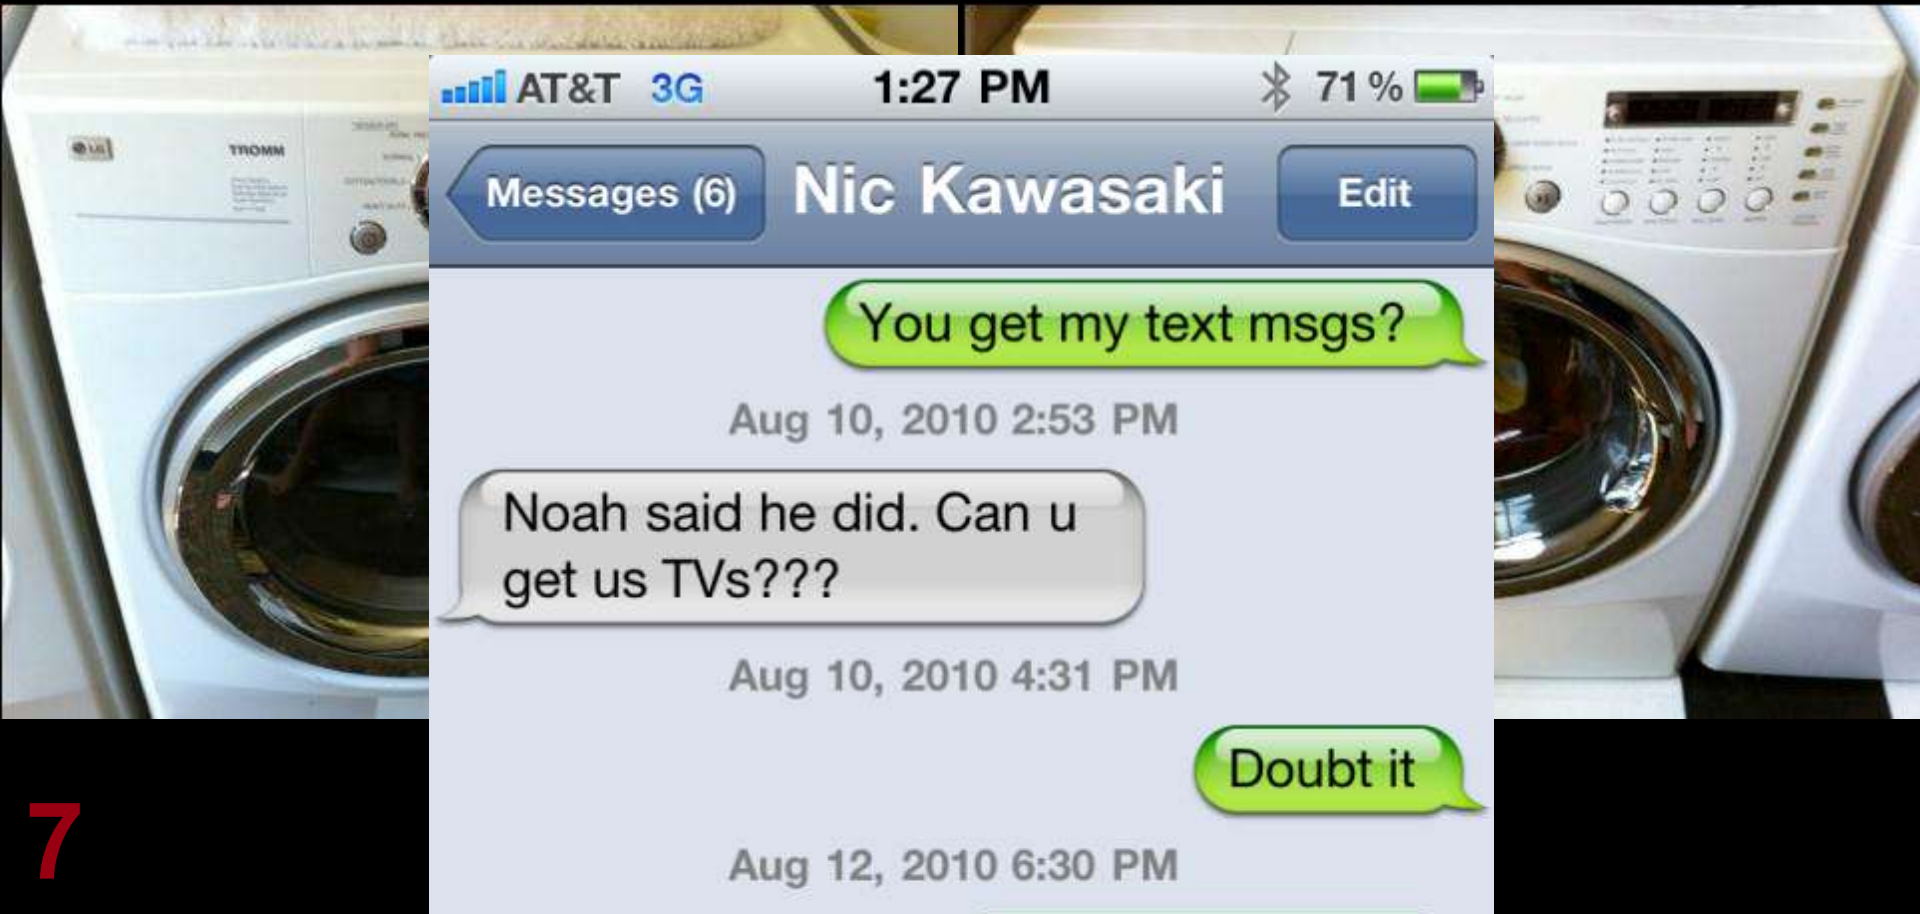 LG
TROMM
AT&T 3G 1:27 PM 71%
Messages (6) Nic Kawasaki Edit
You get my text msgs?
Aug 10, 2010 2:53 PM
Noah said he did. Can u
get us TVs???
Aug 10, 2010 4:31 PM
Doubt it
Aug 12, 2010 6:30 PM
7